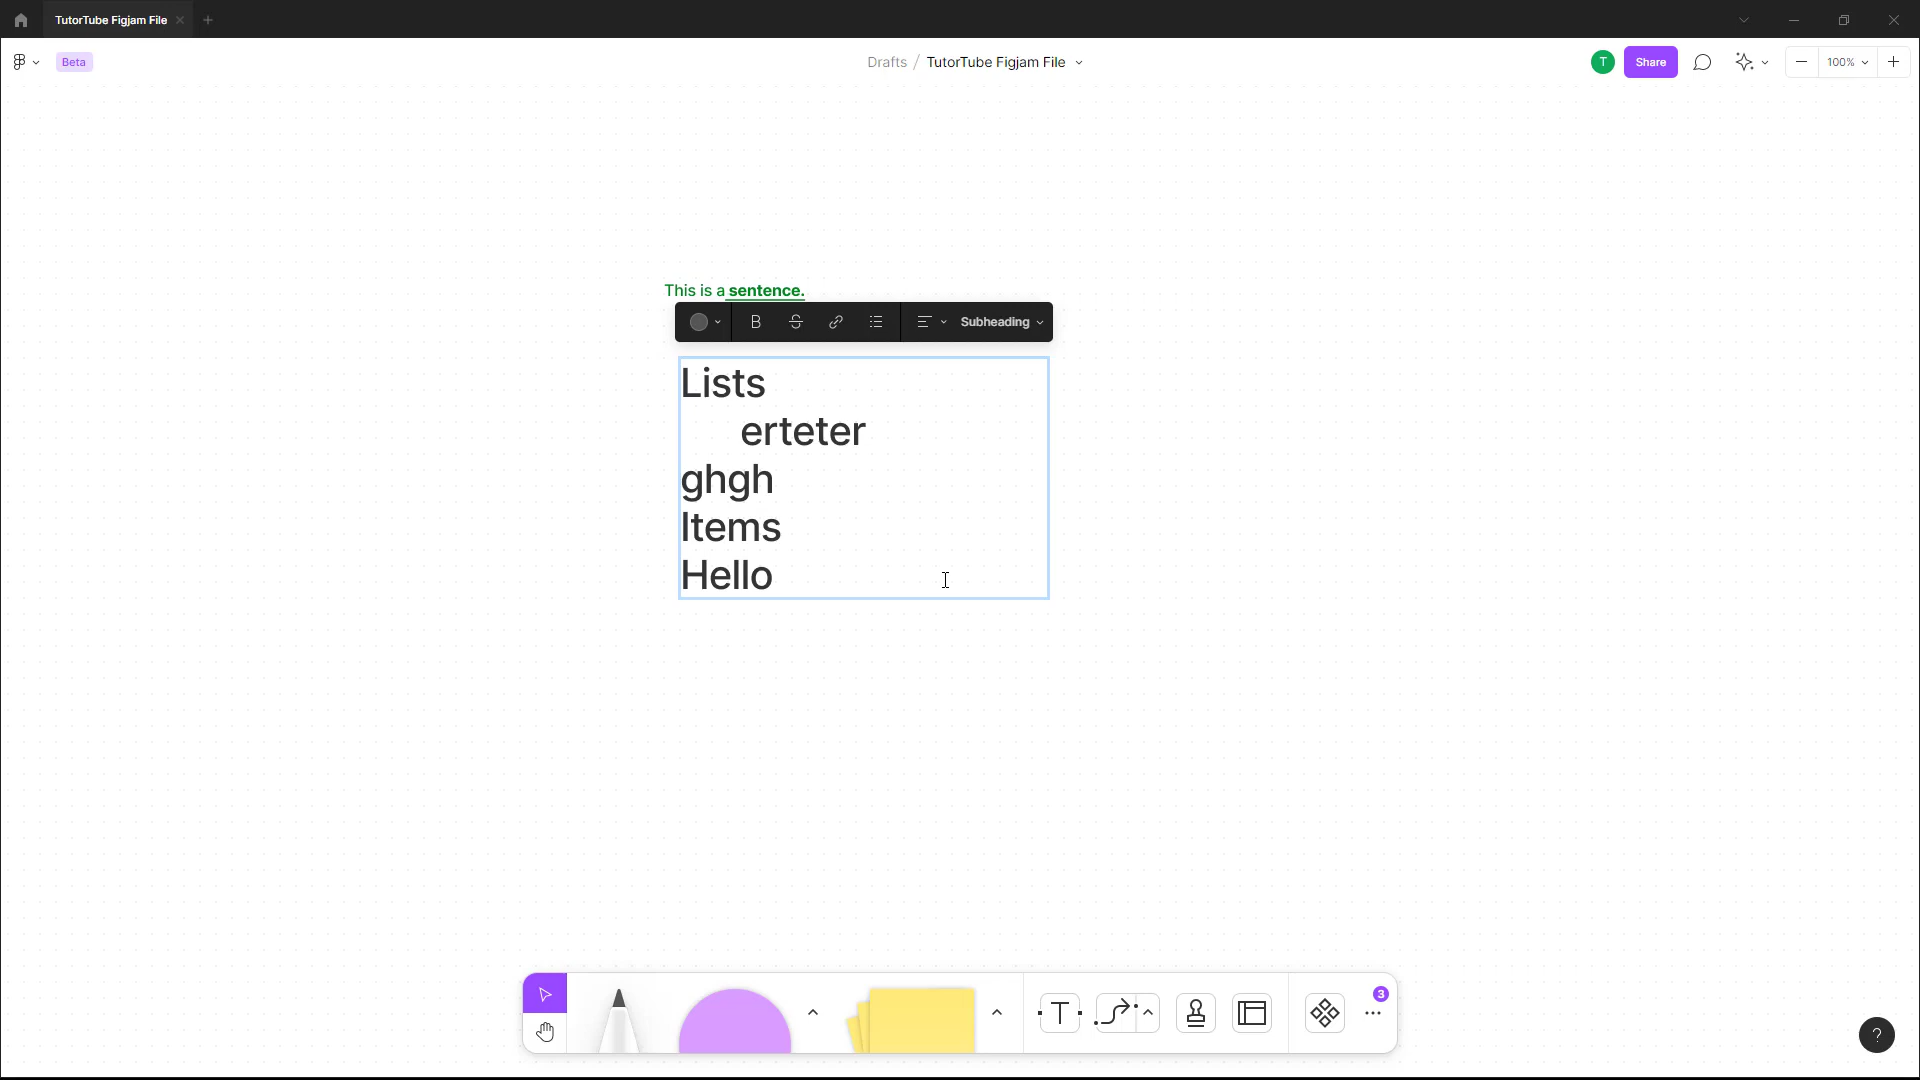 TutorTube Figjam File
Beta
Drafts / TutorTube Figjam File
T
Share
100%
This is a sentence.
B
S
Subheading
Lists
erteter
ghgh
Items
Hello
T
3
?